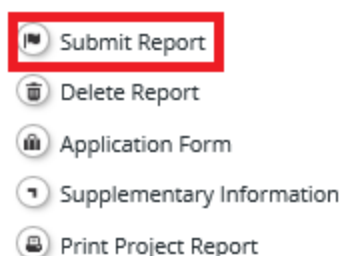 Submit Report
Delete Report
Application Form
Supplementary Information
Print Project Report